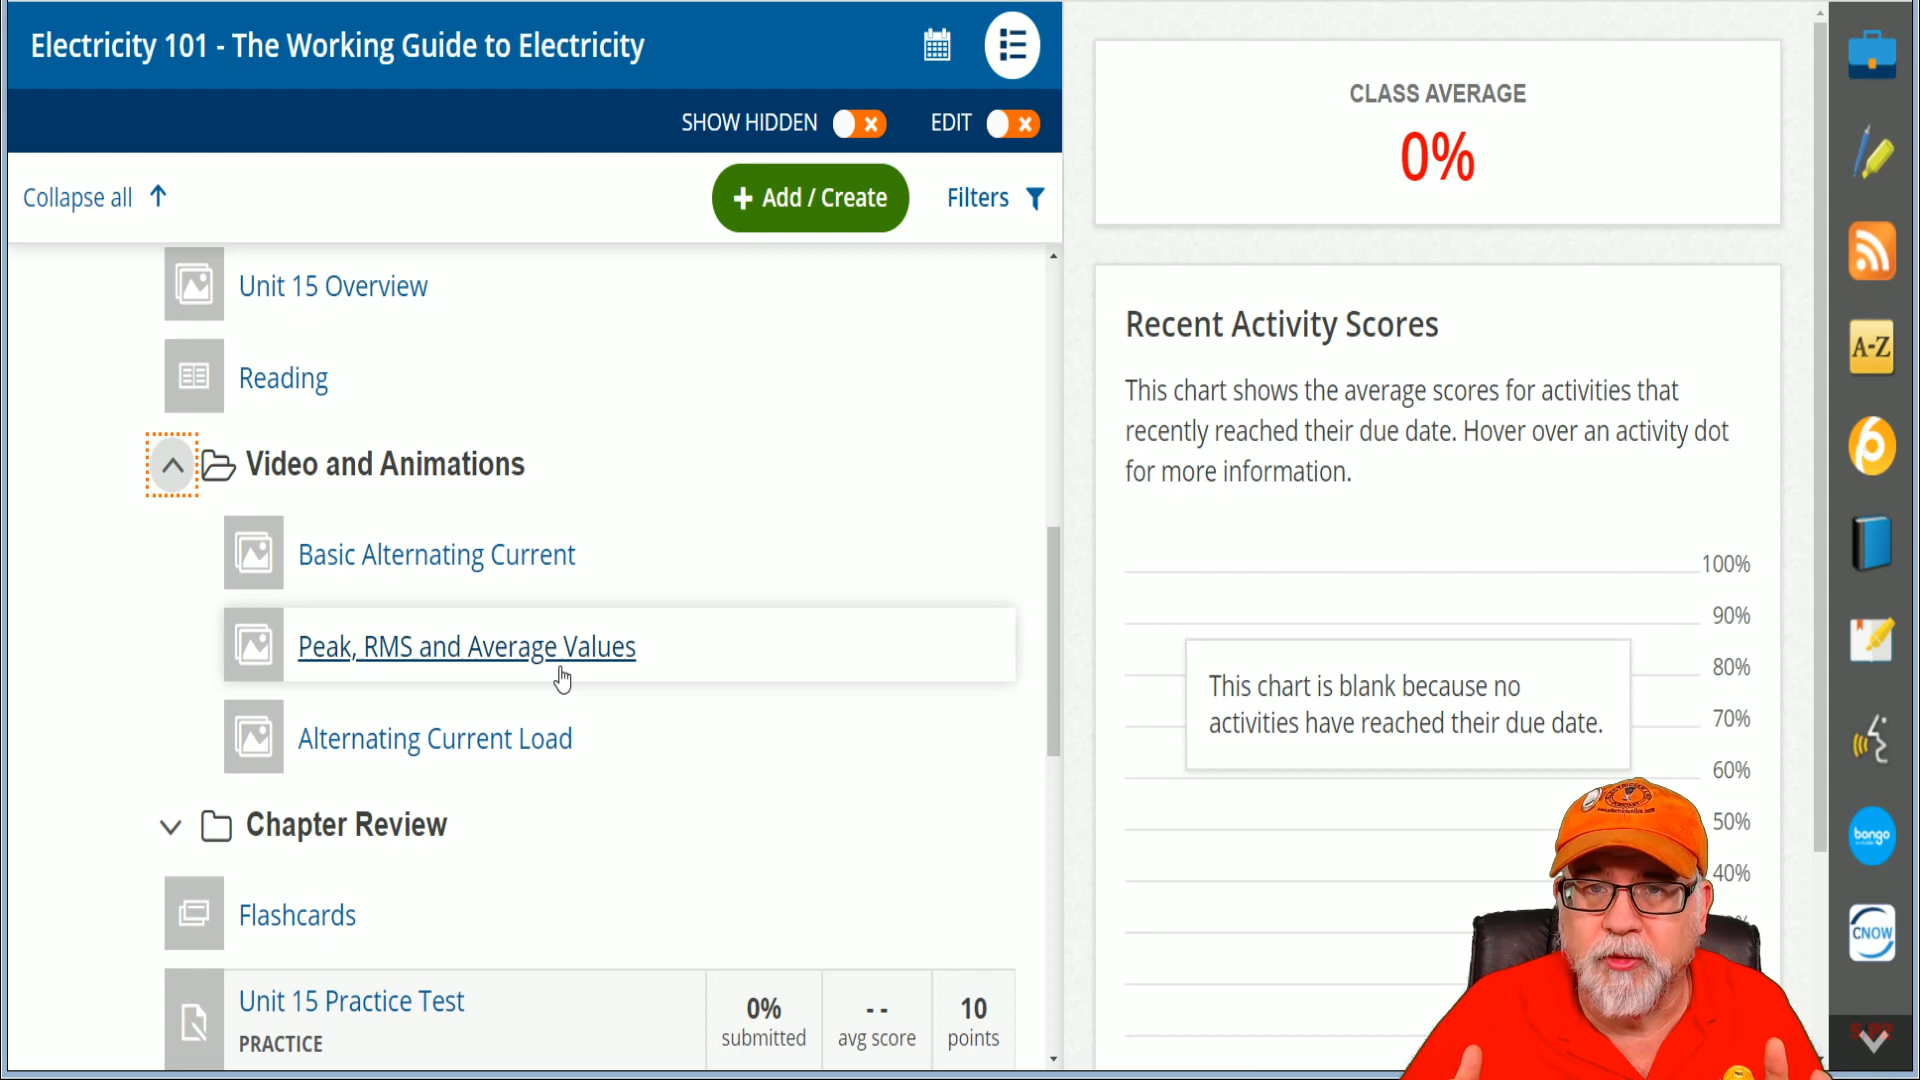 Electricity 101 - The Working Guide to Electricity
SHOW HIDDEN
EDIT
Collapse all
Add / Create
Filters
Unit 15 Overview
Reading
Video and Animations
Basic Alternating Current
Peak, RMS and Average Values
Alternating Current Load
Chapter Review
Flashcards
Unit 15 Practice Test
PRACTICE
0%
submitted
- -
avg score
10
points
CLASS AVERAGE
0%
Recent Activity Scores
This chart shows the average scores for activities that
recently reached their due date. Hover over an activity dot
for more information.
100%
90%
80%
70%
60%
50%
40%
This chart is blank because no
activities have reached their due date.
A-Z
bongo
CNOW